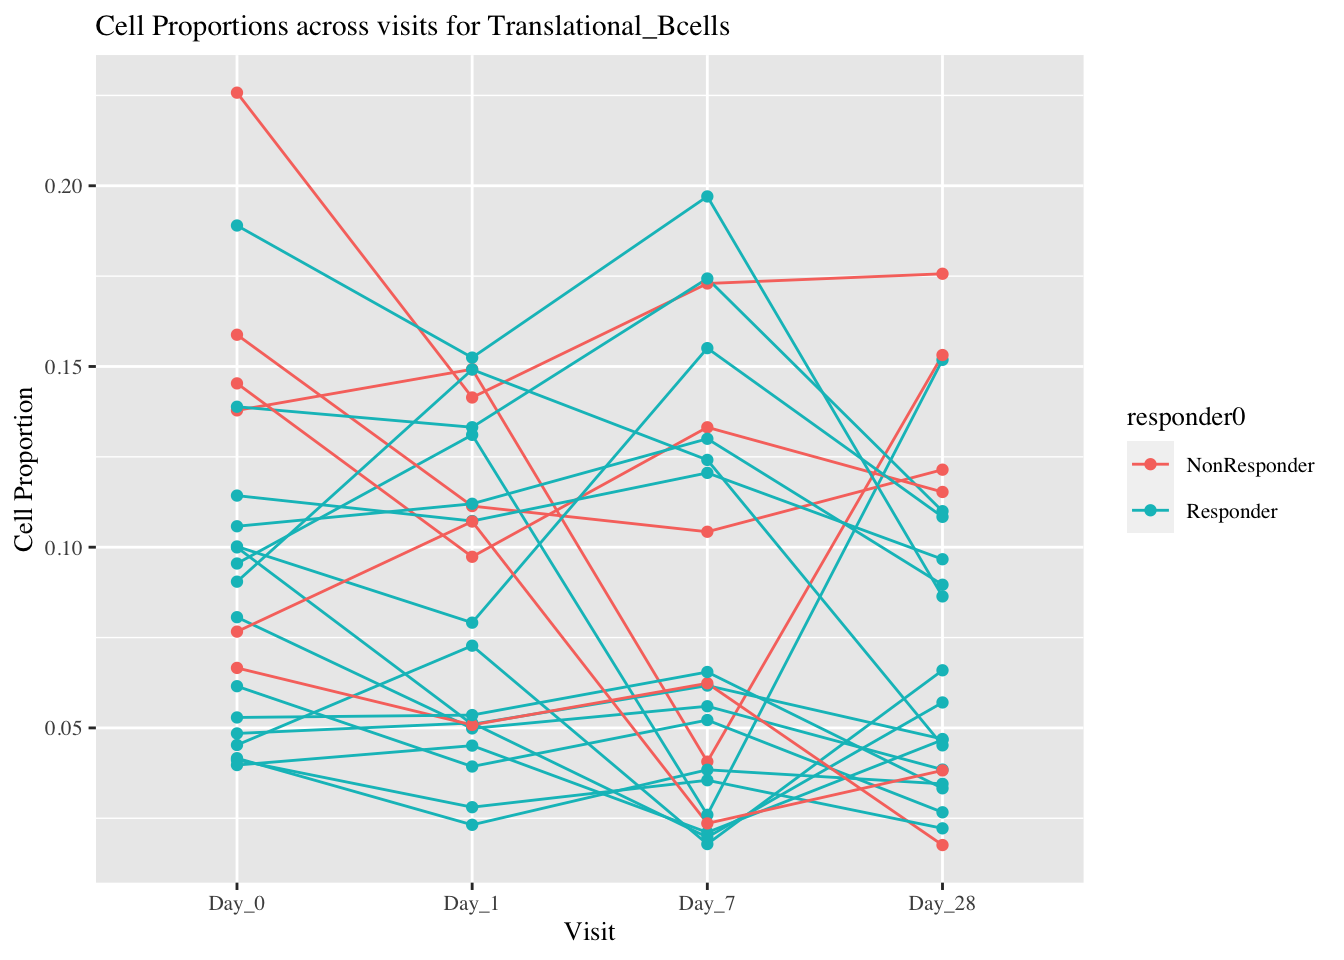 Cell Proportions across visits for Translational_Bcells
Cell Proportion
0.20
0.15
0.10
0.05
Day_0
Day_1
Day_7
Day_28
Visit
responder0
NonResponder
Responder